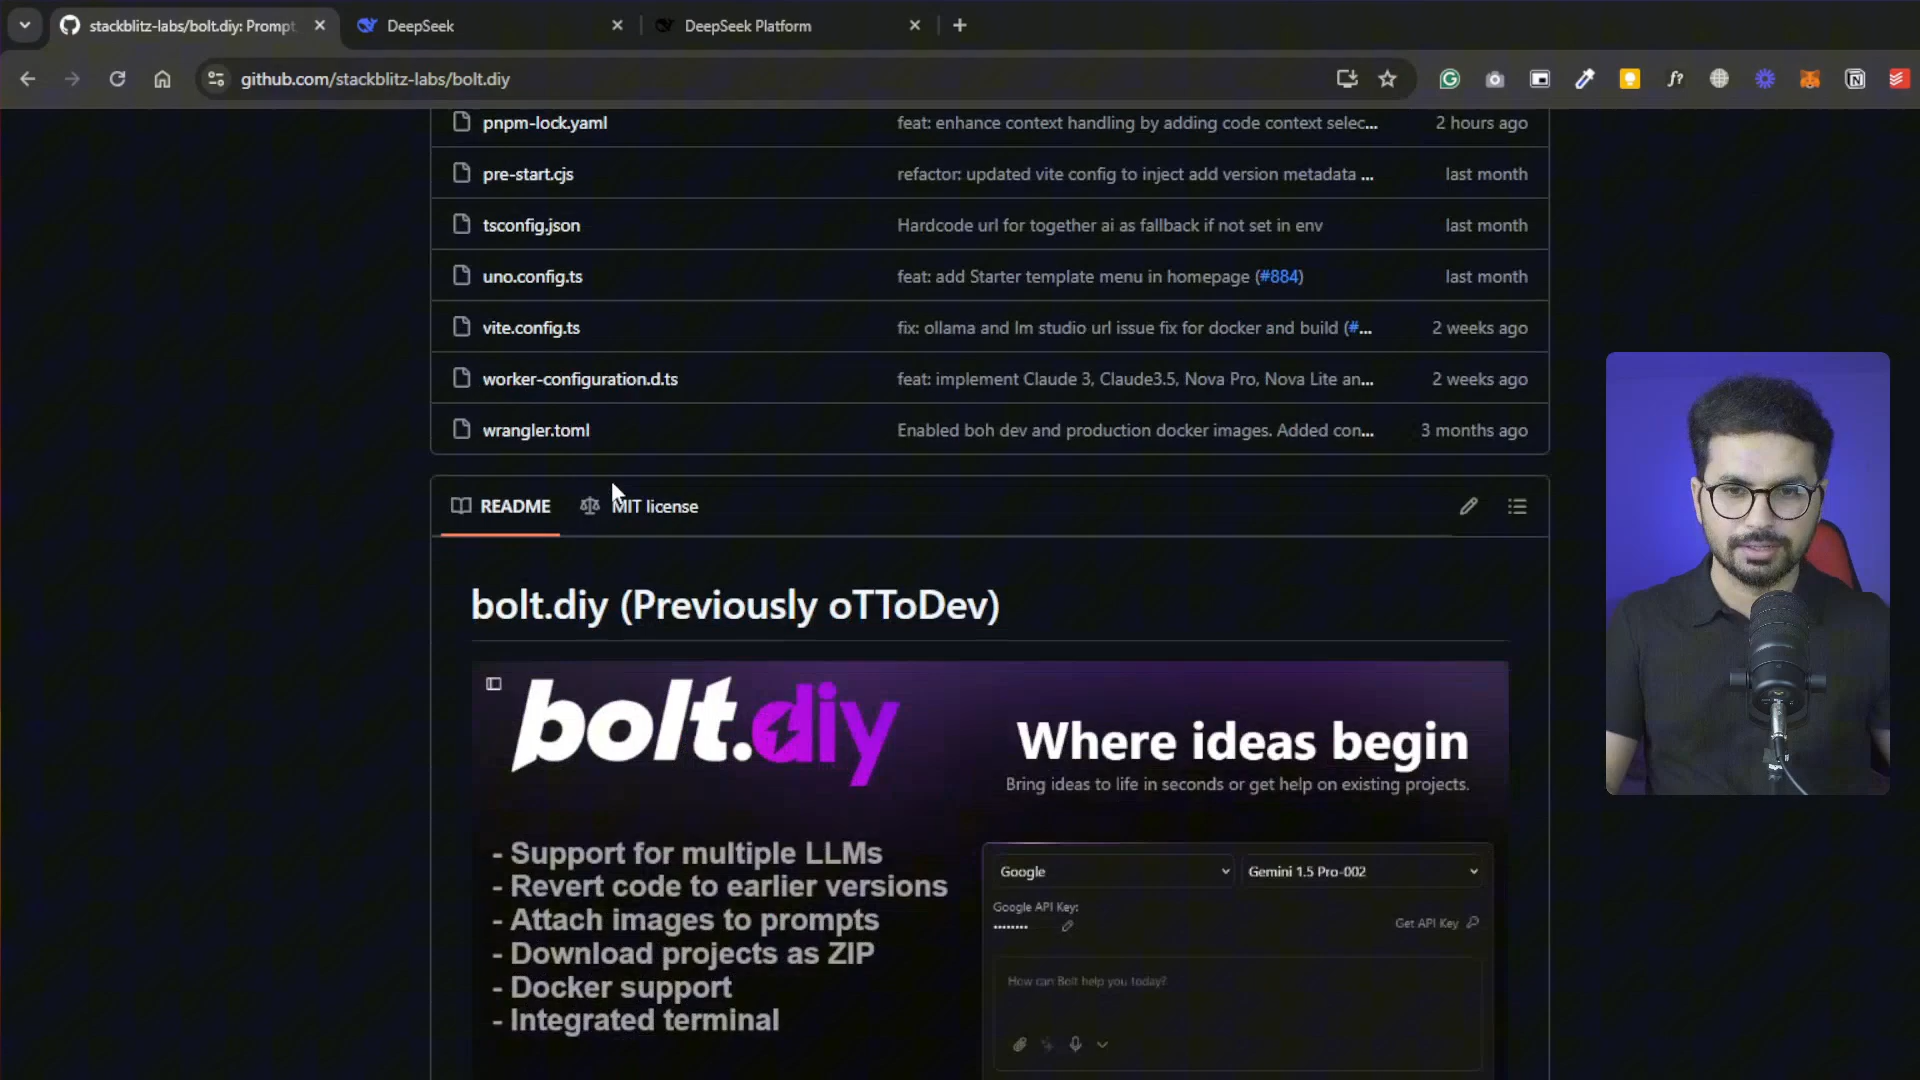 stackblitz-labs/bolt.diy: Prompt
DeepSeek
DeepSeek Platform
github.com/stackblitz-labs/bolt.diy
pnpm-lock.yaml feat: enhance context handling by adding code context selec... 2 hours ago
pre-start.cjs refactor: updated vite config to inject add version metadata ... last month
tsconfig.json Hardcode url for together ai as fallback if not set in env last month
uno.config.ts feat: add Starter template menu in homepage (#884) last month
vite.config.ts fix: ollama and lm studio url issue fix for docker and build (#... 2 weeks ago
worker-configuration.d.ts feat: implement Claude 3, Claude3.5, Nova Pro, Nova Lite an... 2 weeks ago
wrangler.toml Enabled boh dev and production docker images. Added con... 3 months ago
README MIT license
bolt.diy (Previously oTToDev)
bolt.diy
Where ideas begin
Bring ideas to life in seconds or get help on existing projects.
- Support for multiple LLMs
- Revert code to earlier versions
- Attach images to prompts
- Download projects as ZIP
- Docker support
- Integrated terminal
Google Gemini 1.5 Pro-002
Google API Key:
•••••••• Get API Key
How can Bolt help you today?